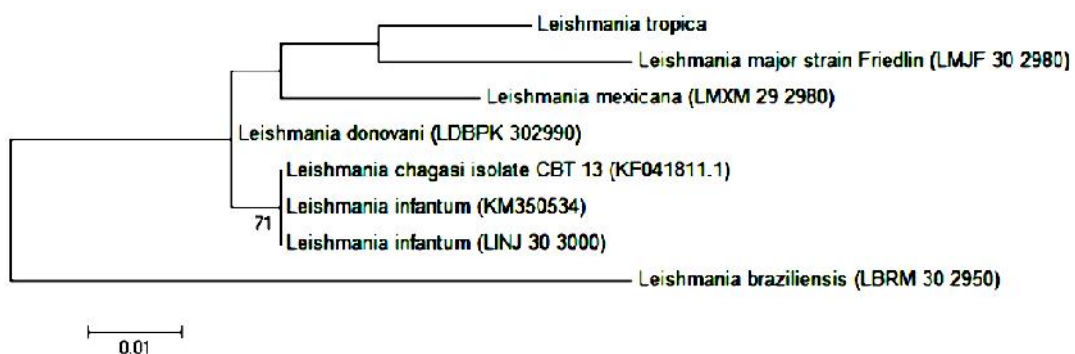 Leishmania tropica
Leishmania major strain Friedlin (LMJF 30 2980)
Leishmania mexicana (LMXM 29 2980)
Leishmania donovani (LDBPK 302990)
Leishmania chagasi isolate CBT 13 (KF041811.1)
Leishmania infantum (KM350534)
71
Leishmania infantum (LINJ 30 3000)
Leishmania braziliensis (LBRM 30 2950)
0.01